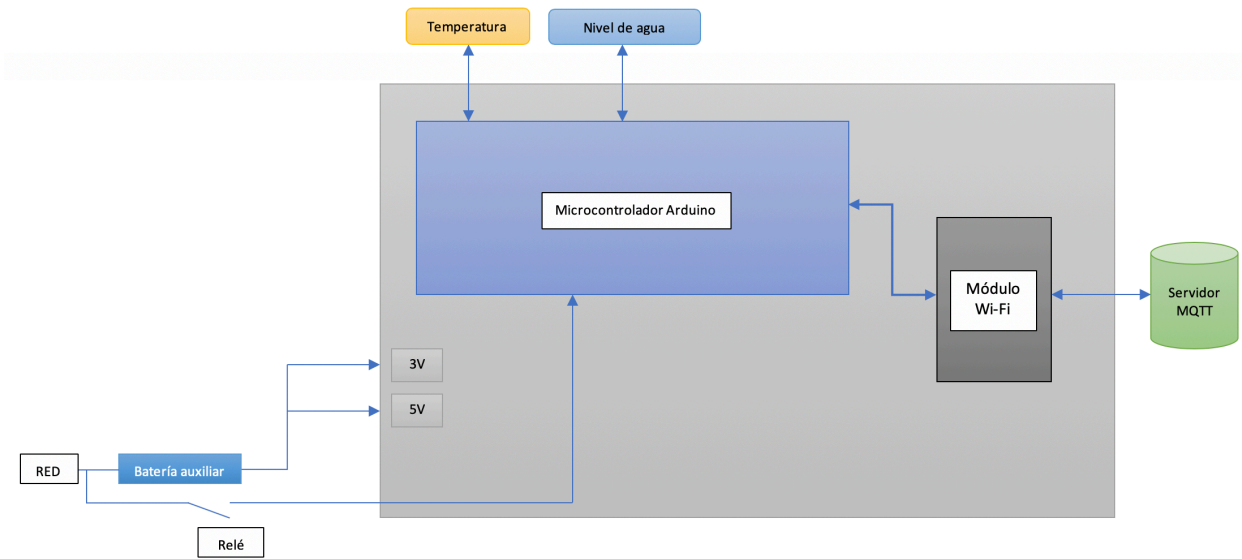 Temperatura
Nivel de agua
Microcontrolador Arduino
Módulo
Wi-Fi
Servidor
MQTT
3V
5V
RED
Batería auxiliar
Relé